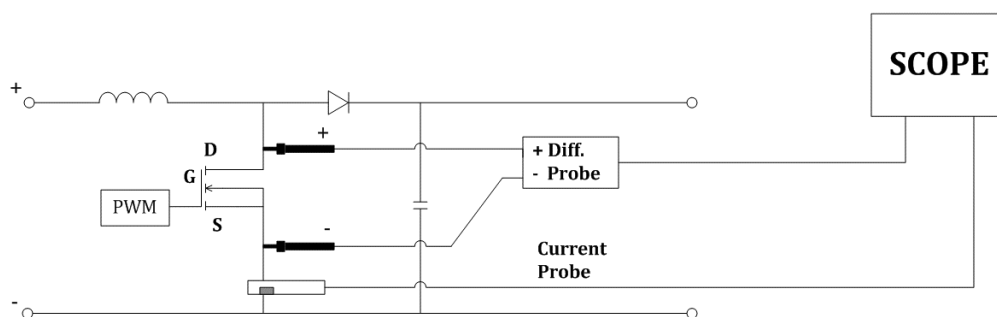 SCOPE
+
+
D
+ Diff.
- Probe
G
PWM
S
-
Current
Probe
-